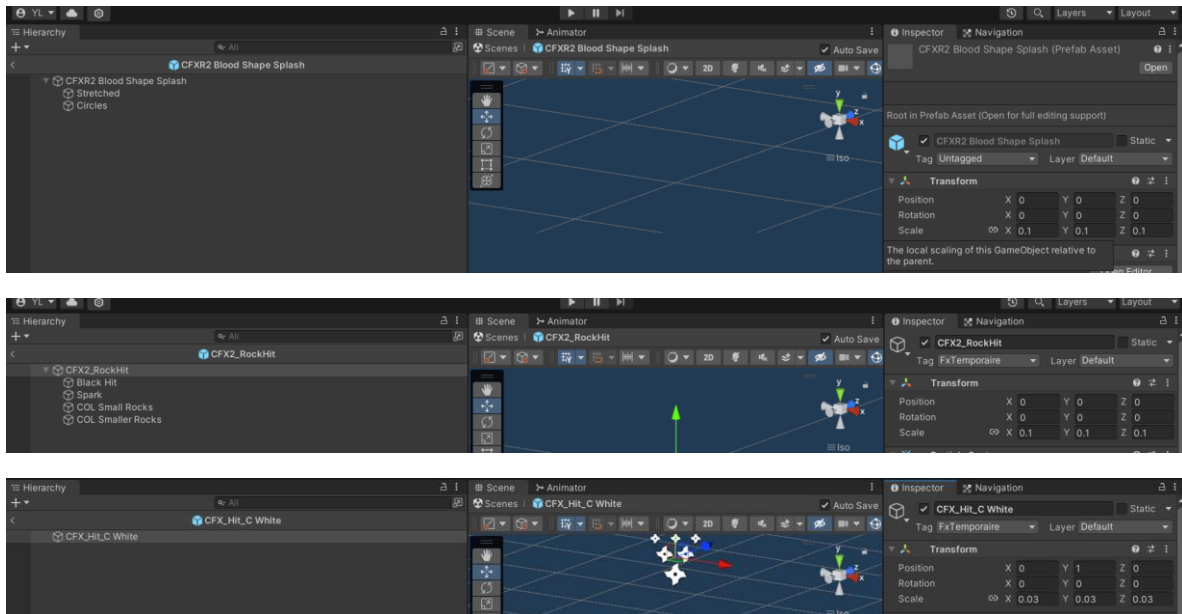 YL Layers Layout
Hierarchy Scene Animator Inspector Navigation
All Scenes CFXR2 Blood Shape Splash Auto Save CFXR2 Blood Shape Splash (Prefab Asset)
CFXR2 Blood Shape Splash 2D Open
CFXR2 Blood Shape Splash
Stretched
Circles
y z x
Root in Prefab Asset (Open for full editing support)
CFXR2 Blood Shape Splash Static
Iso Tag Untagged Layer Default
Transform
Position X 0 Y 0 Z 0
Rotation X 0 Y 0 Z 0
Scale X 0.1 Y 0.1 Z 0.1
The local scaling of this GameObject relative to
the parent.
Open Editor
YL Layers Layout
Hierarchy Scene Animator Inspector Navigation
All Scenes CFX2_RockHit Auto Save CFX2_RockHit Static
CFX2_RockHit 2D Tag FxTemporaire Layer Default
CFX2_RockHit
Black Hit
Spark
COL Small Rocks
COL Smaller Rocks
y z x
Iso
Transform
Position X 0 Y 0 Z 0
Rotation X 0 Y 0 Z 0
Scale X 0.1 Y 0.1 Z 0.1
Hierarchy Scene Animator Inspector Navigation
All Scenes CFX_Hit_C White Auto Save CFX_Hit_C White Static
CFX_Hit_C White 2D Tag FxTemporaire Layer Default
CFX_Hit_C White
y z x
Transform
Position X 0 Y 1 Z 0
Rotation X 0 Y 0 Z 0
Scale X 0.03 Y 0.03 Z 0.03